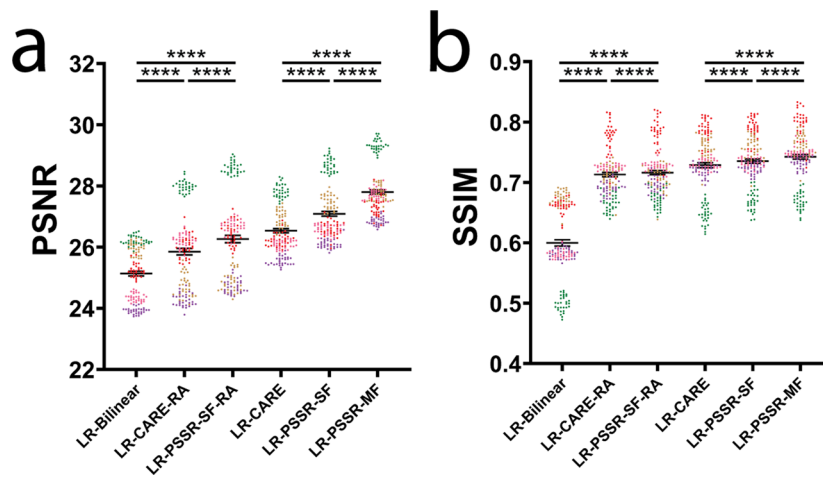 a
PSNR
32
30
28
26
24
22
****
****
****
****
****
****
LR-Bilinear
LR-CARE-RA
LR-PSSR-SF-RA
LR-CARE
LR-PSSR-SF
LR-PSSR-MF
b
SSIM
0.9
0.8
0.7
0.6
0.5
0.4
****
****
****
****
****
****
LR-Bilinear
LR-CARE-RA
LR-PSSR-SF-RA
LR-CARE
LR-PSSR-SF
LR-PSSR-MF